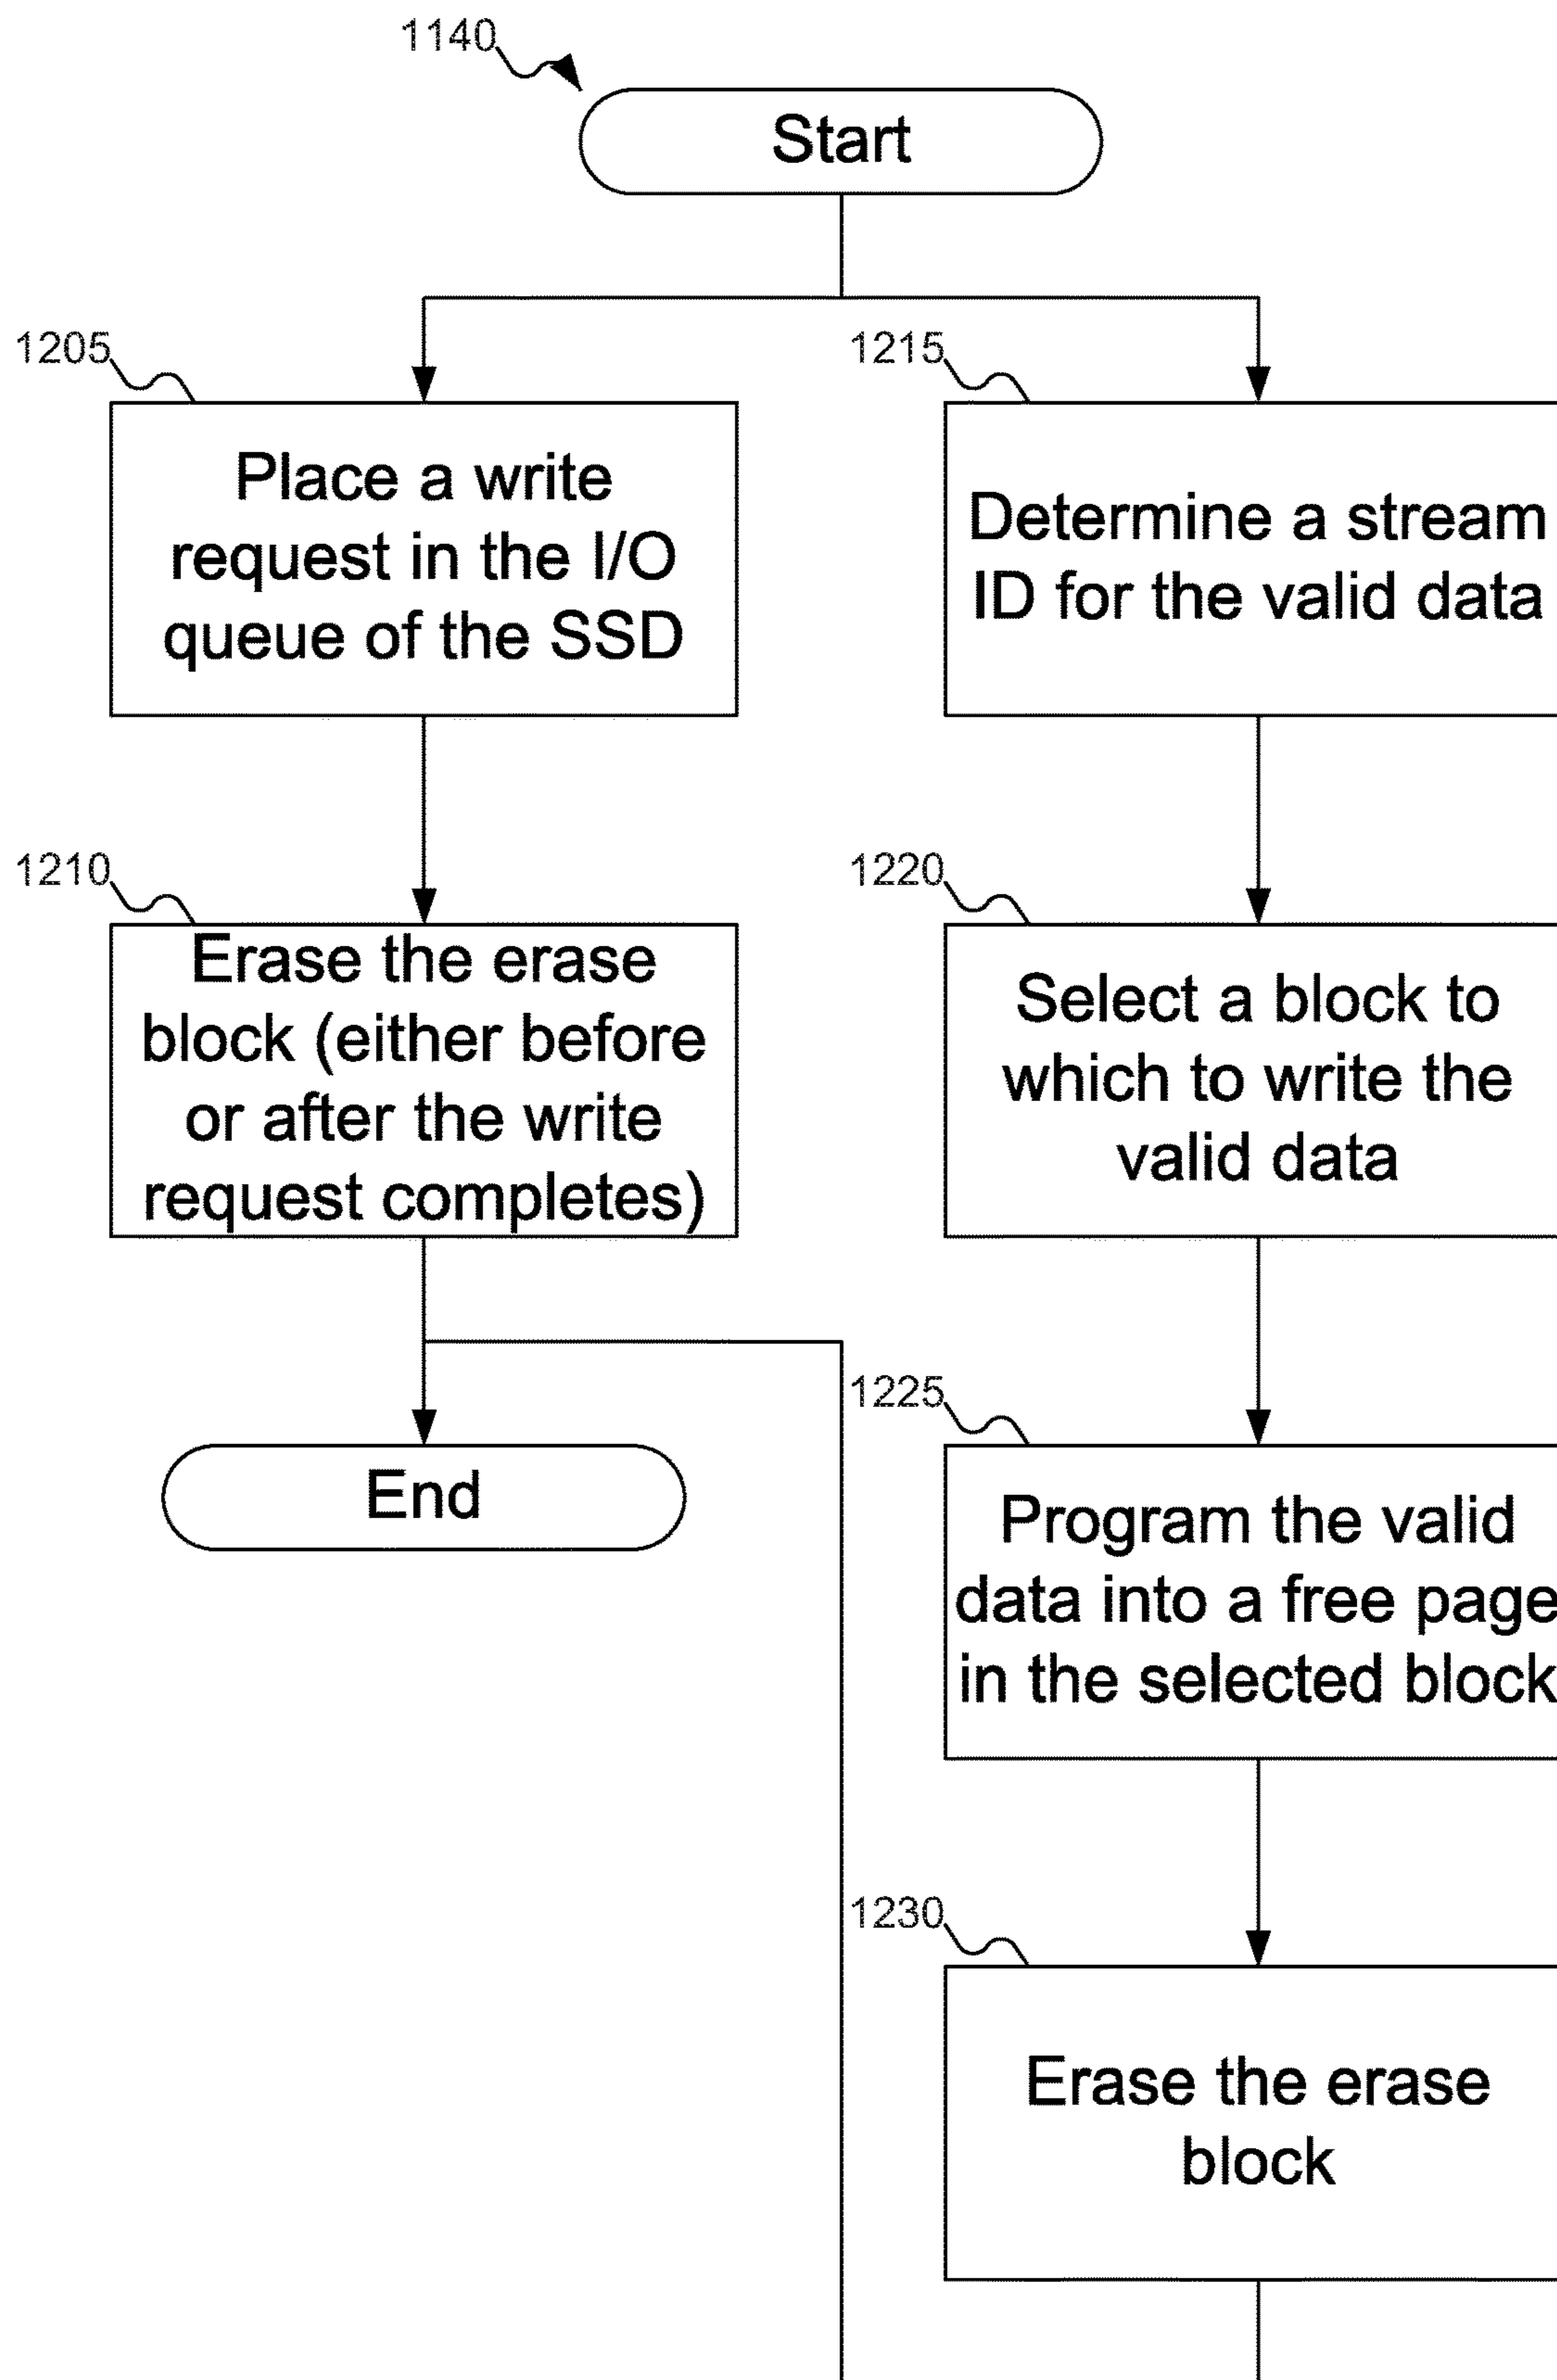 1140
Start
1205
Place a write
request in the I/O
queue of the SSD
1215
Determine a stream
ID for the valid data
1210
Erase the erase
block (either before
or after the write
request completes)
1220
Select a block to
which to write the
valid data
End
1225
Program the valid
data into a free page
in the selected block
1230
Erase the erase
block